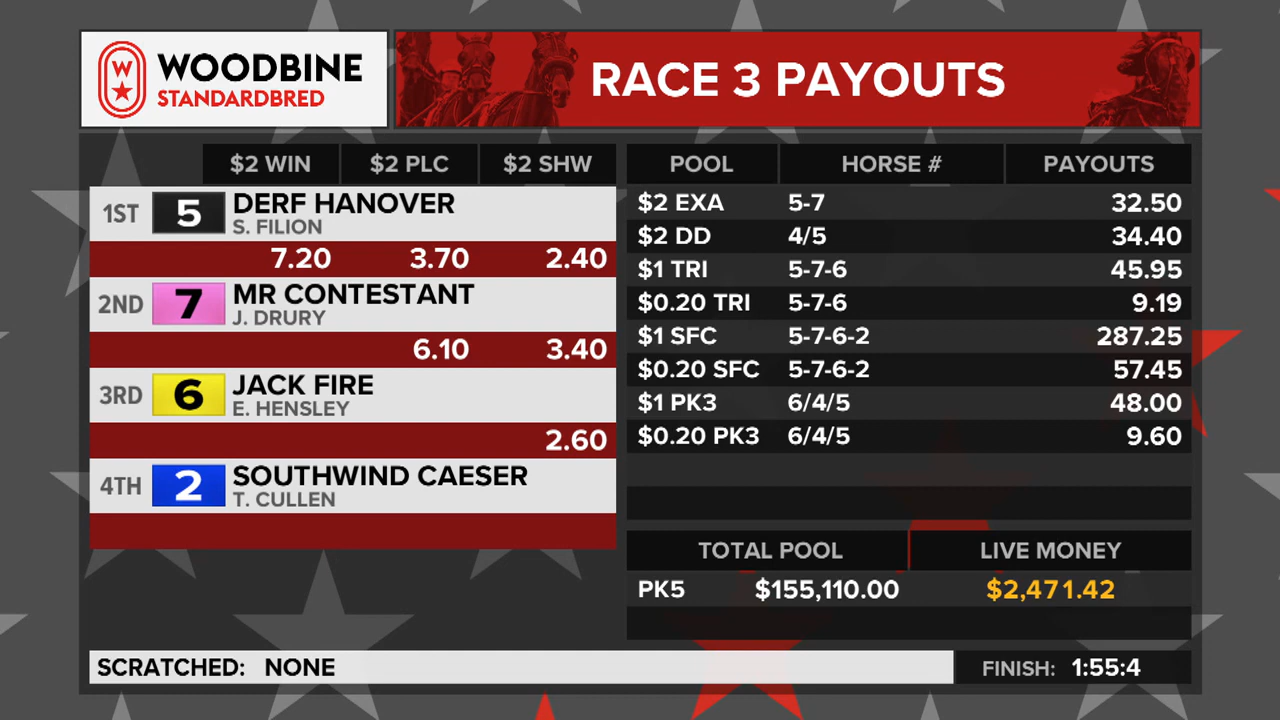 WOODBINE
STANDARDBRED
RACE 3 PAYOUTS
$2 WIN $2 PLC $2 SHW
1ST 5 DERF HANOVER
S. FILION
7.20 3.70 2.40
2ND 7 MR CONTESTANT
J. DRURY
6.10 3.40
3RD 6 JACK FIRE
E. HENSLEY
2.60
4TH 2 SOUTHWIND CAESER
T. CULLEN
POOL HORSE # PAYOUTS
$2 EXA 5-7 32.50
$2 DD 4/5 34.40
$1 TRI 5-7-6 45.95
$0.20 TRI 5-7-6 9.19
$1 SFC 5-7-6-2 287.25
$0.20 SFC 5-7-6-2 57.45
$1 PK3 6/4/5 48.00
$0.20 PK3 6/4/5 9.60
TOTAL POOL LIVE MONEY
PK5 $155,110.00 $2,471.42
SCRATCHED: NONE
FINISH: 1:55:4